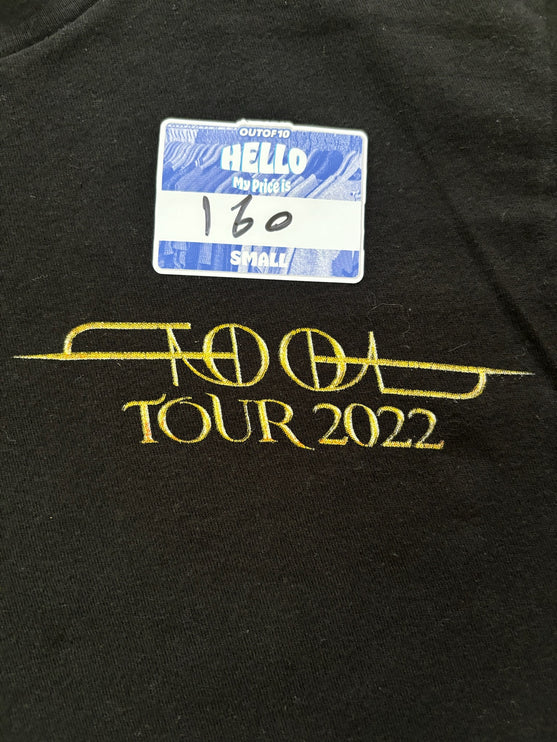 OUTOF10
HELLO
My Price is
160
SMALL
TOOL
TOUR 2022